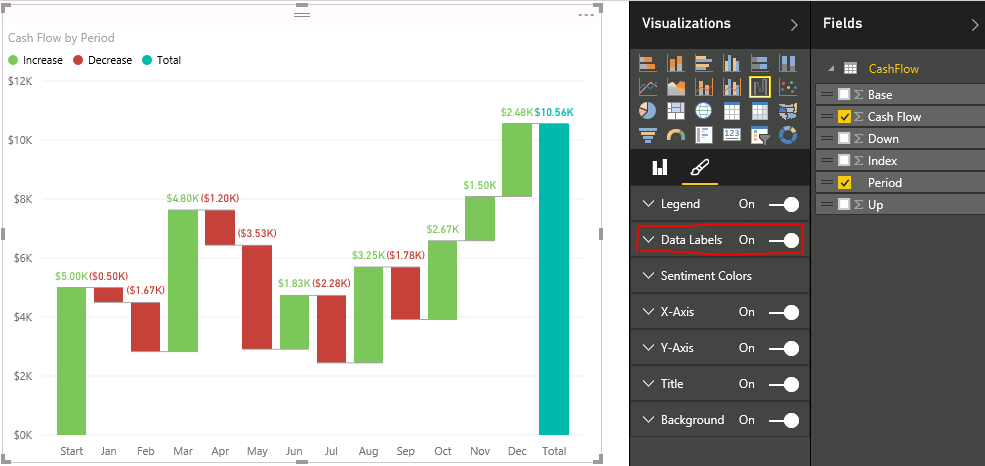 Visualizations
Fields
Cash Flow by Period
Increase Decrease Total
$12K
$10K
$8K
$6K
$4K
$2K
$0K
$5.00K
($0.50K)
($1.67K)
$4.80K
($1.20K)
($3.53K)
$1.83K
($2.28K)
$3.25K
($1.78K)
$2.67K
$1.50K
$2.48K
$10.56K
Start Jan Feb Mar Apr May Jun Jul Aug Sep Oct Nov Dec Total
123
Legend On
Data Labels On
Sentiment Colors
X-Axis On
Y-Axis On
Title On
Background On
CashFlow
Σ Base
Σ Cash Flow
Σ Down
Σ Index
Period
Σ Up